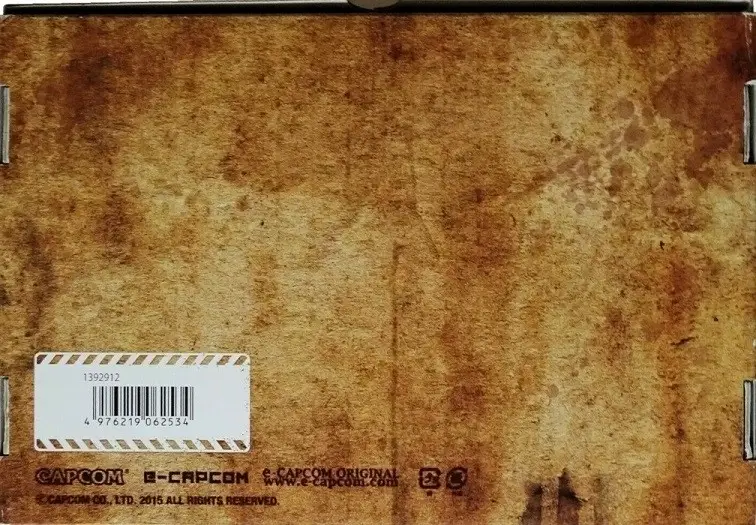 1392912
4 976219 062534
CAPCOM® e-CAPCOM e-CAPCOM ORIGINAL
www.e-capcom.com
© CAPCOM CO., LTD. 2015 ALL RIGHTS RESERVED.